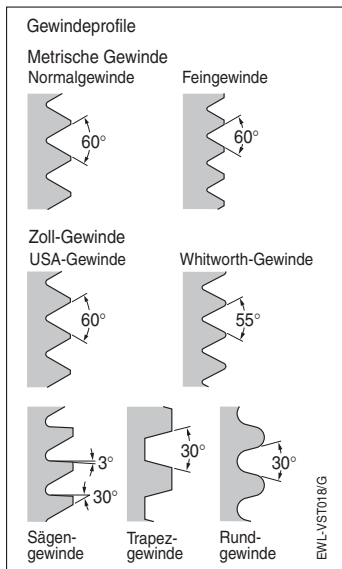 Gewindeprofile
Metrische Gewinde
Normalgewinde
Feingewinde
60°
60°
Zoll-Gewinde
USA-Gewinde
Whitworth-Gewinde
60°
55°
3°
30°
30°
30°
Sägen-
gewinde
Trapez-
gewinde
Rund-
gewinde
EWL-VST018/G